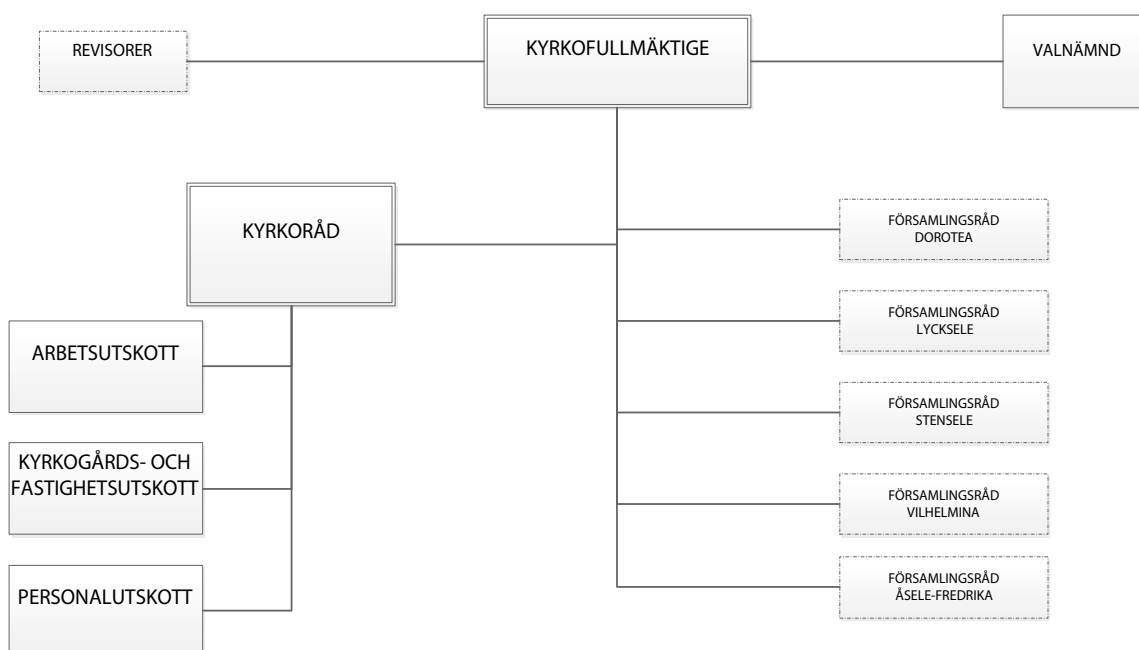 REVISORER
KYRKOFULLMÄKTIGE
VALNÄMND
KYRKORÅD
FÖRSAMLINGSRÅD
DOROTEA
FÖRSAMLINGSRÅD
LYCKSELE
ARBETSUTSKOTT
FÖRSAMLINGSRÅD
STENSELE
KYRKOGÅRDS- OCH
FASTIGHETSUTSKOTT
FÖRSAMLINGSRÅD
VILHELMINA
PERSONALUTSKOTT
FÖRSAMLINGSRÅD
ÅSELE-FREDRIKA